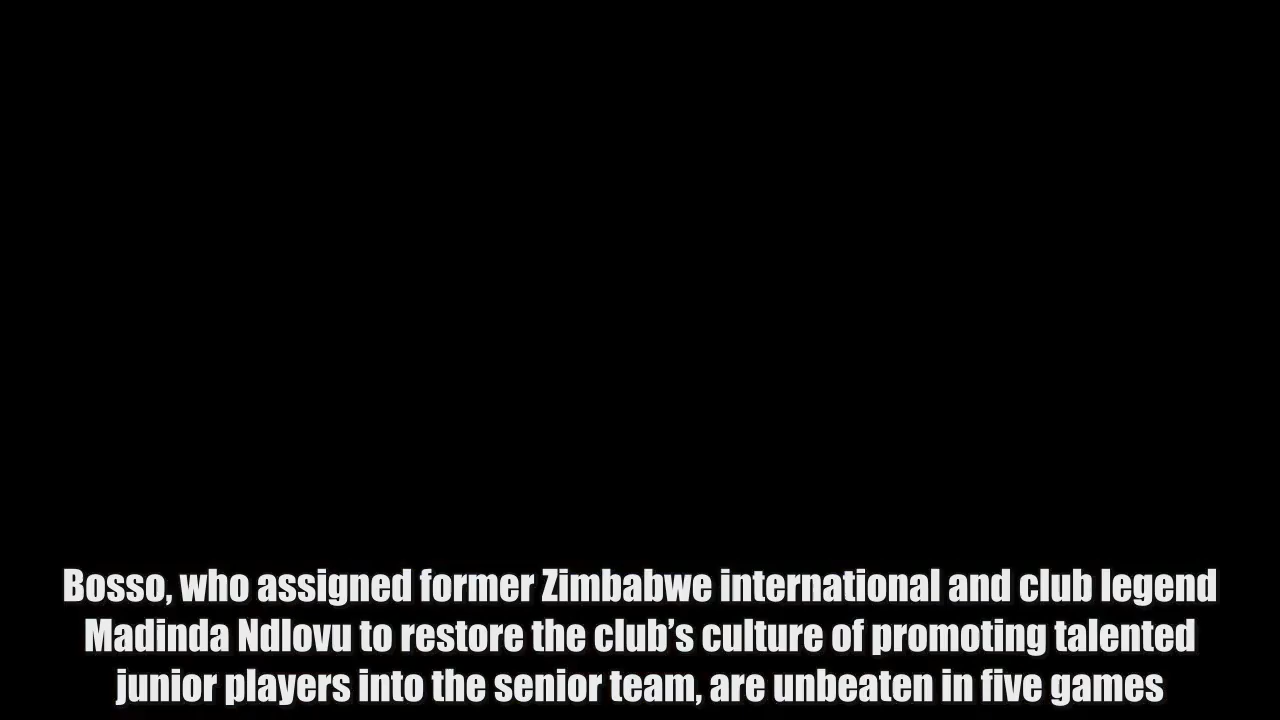 Bosso, who assigned former Zimbabwe international and club legend
Madinda Ndlovu to restore the club’s culture of promoting talented
junior players into the senior team, are unbeaten in five games